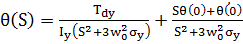 θ(S) = T_dy / I_y(S²+3w₀²σ_y) + Sθ(0)+θ̇(0) / S²+3w₀²σ_y